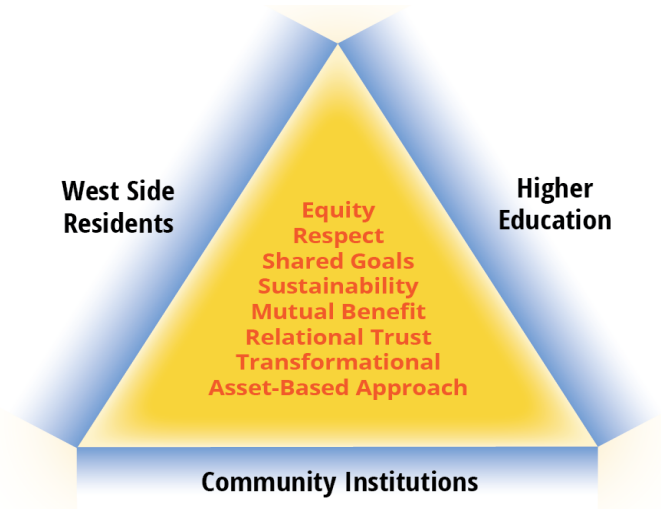 West Side
Residents
Higher
Education
Equity
Respect
Shared Goals
Sustainability
Mutual Benefit
Relational Trust
Transformational
Asset-Based Approach
Community Institutions